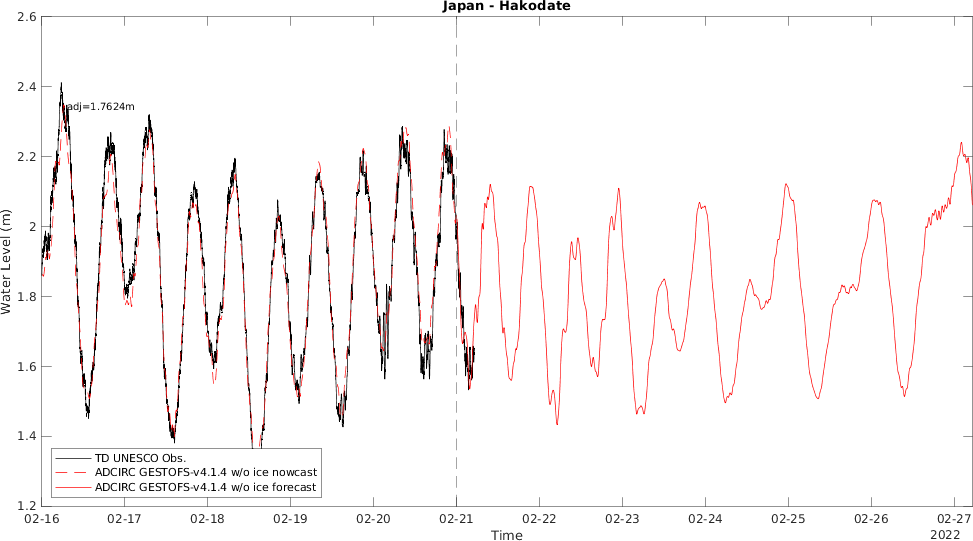 Japan - Hakodate
2.6
2.4
2.2
2
1.8
1.6
1.4
1.2
Water Level (m)
adj=1.7624m
TD UNESCO Obs.
ADCIRC GESTOFS-v4.1.4 w/o ice nowcast
ADCIRC GESTOFS-v4.1.4 w/o ice forecast
02-16 02-17 02-18 02-19 02-20 02-21 02-22 02-23 02-24 02-25 02-26 02-27
Time
2022